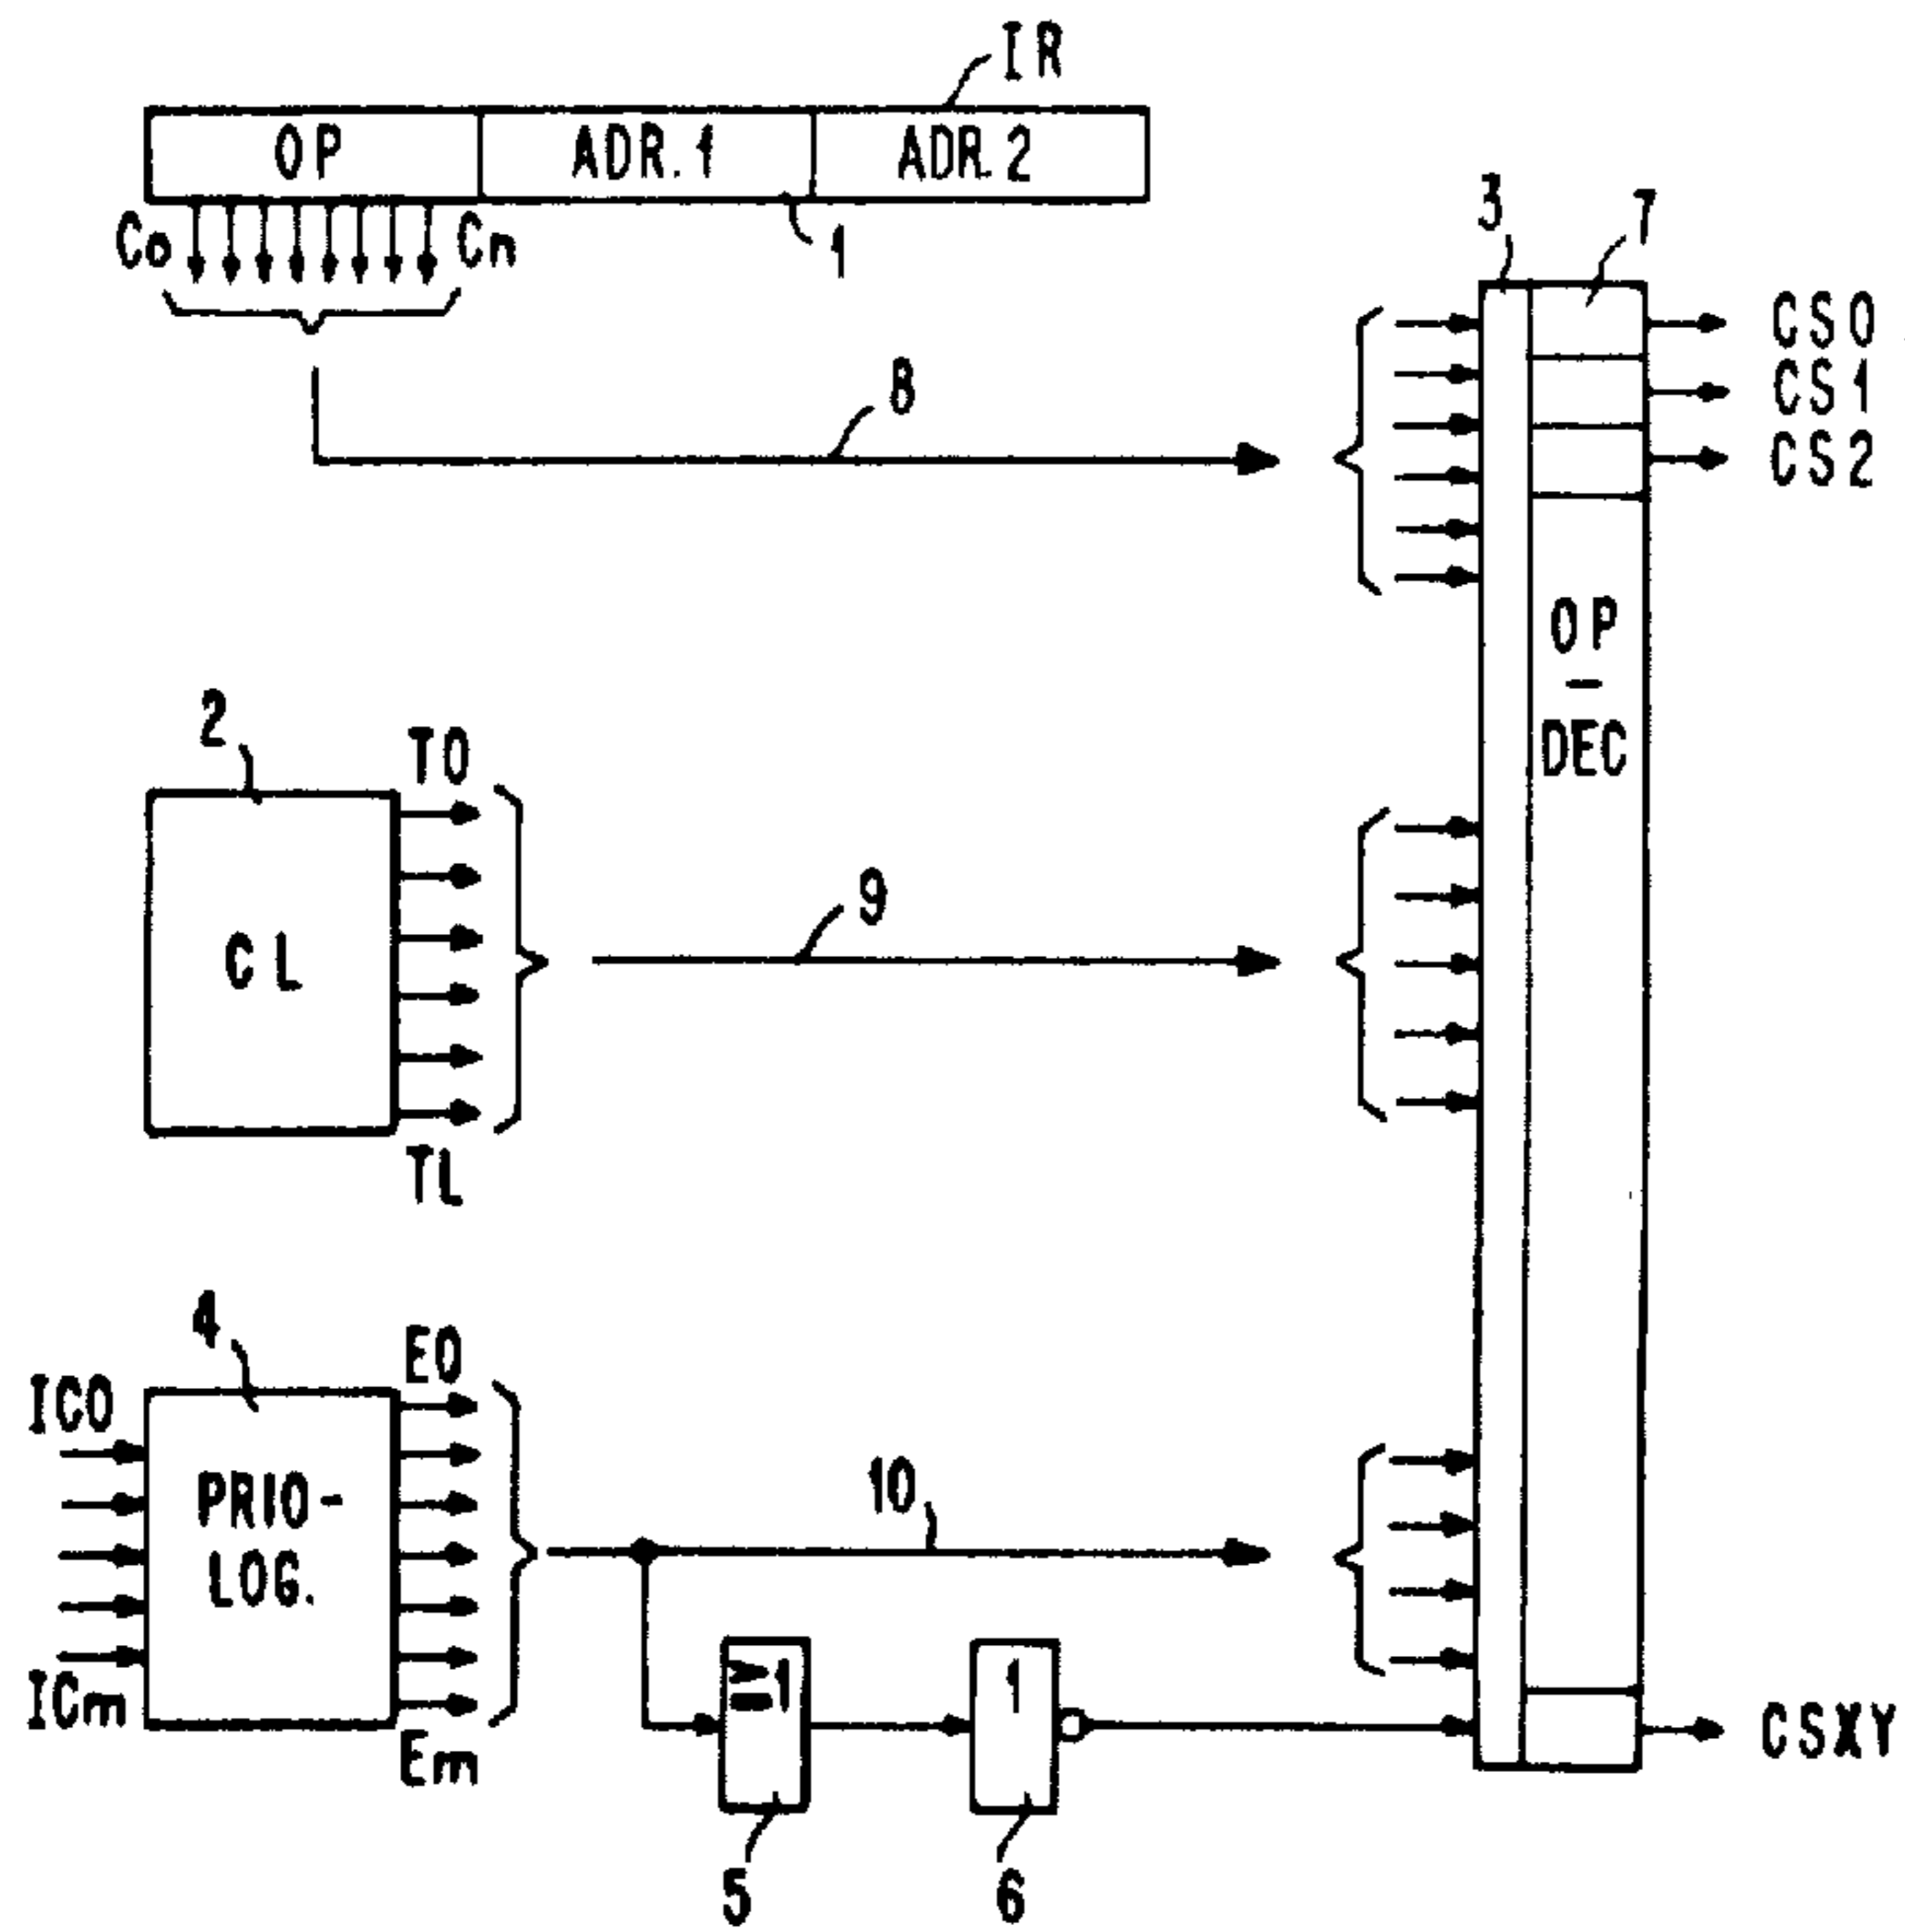 IR
OP ADR.1 ADR.2
Co Cn 1
3 7
CS0
CS1
CS2
8
OP
-
DEC
2 T0
CL
9
TL
4 E0
IC0
PRIO-
LOG.
ICm
Em
10
≥1 1
CSXY
5 6